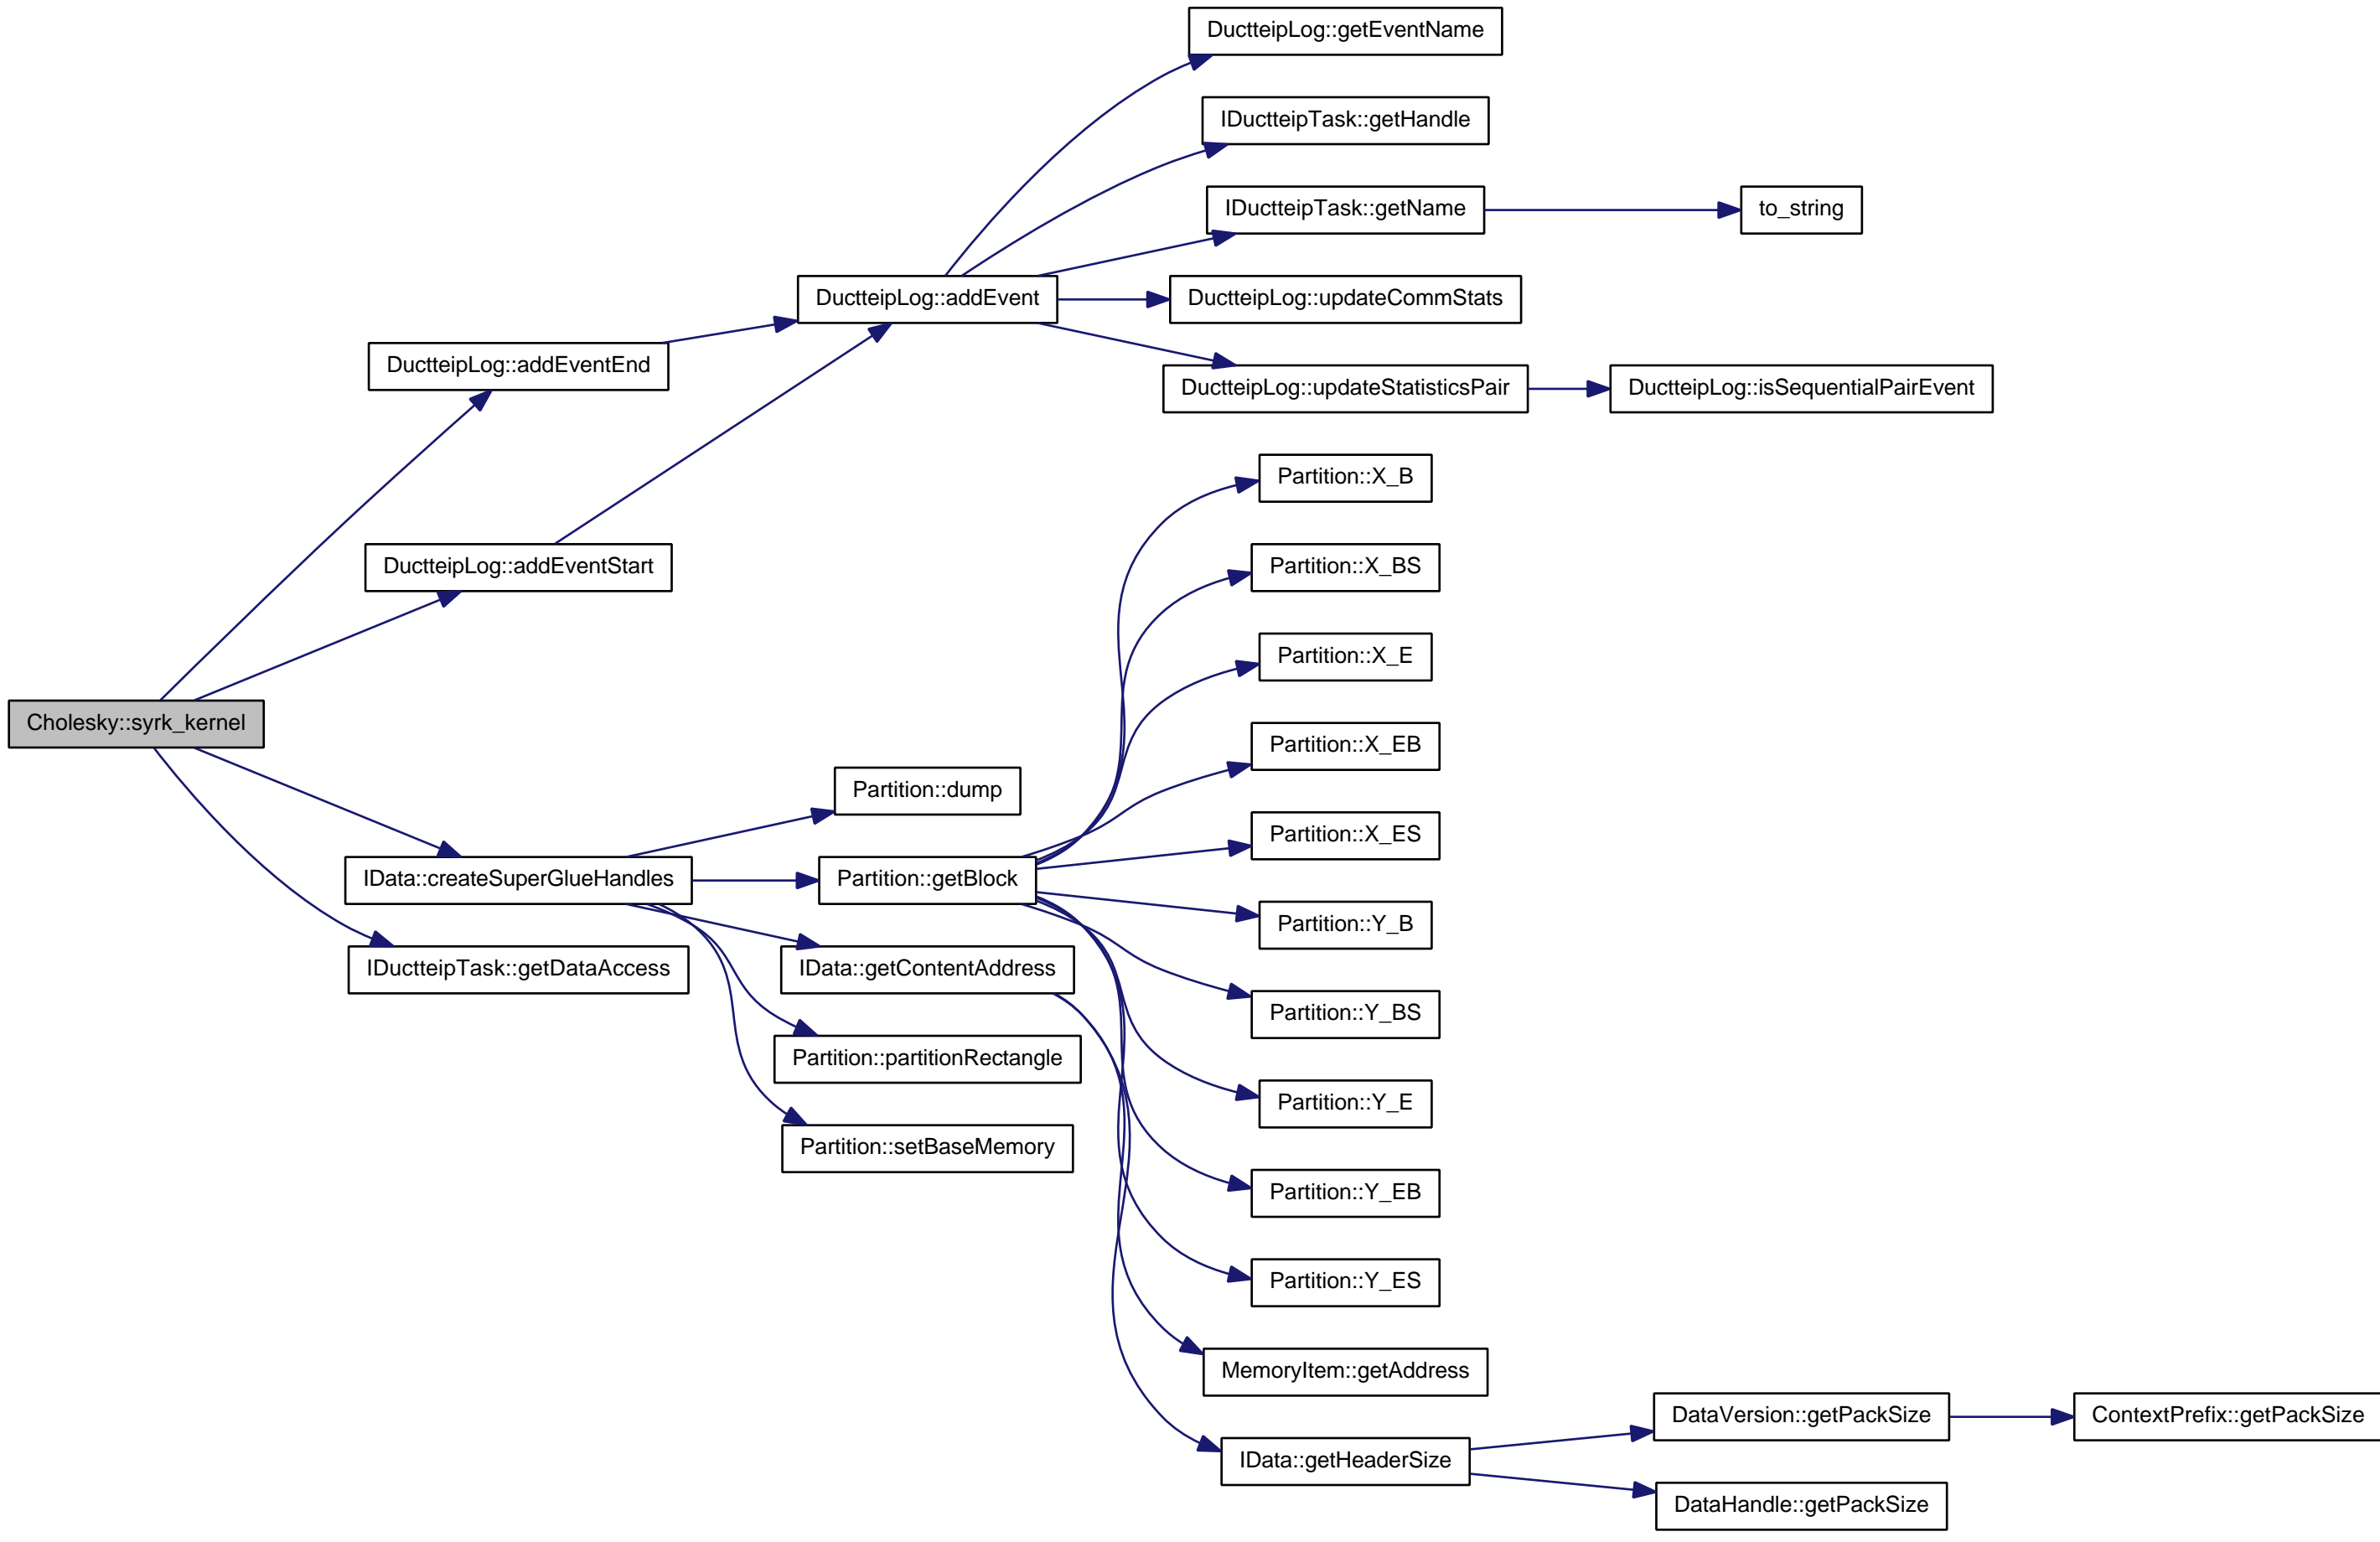 DuctteipLog::getEventName
IDuctteipTask::getHandle
IDuctteipTask::getName
to_string
DuctteipLog::addEvent
DuctteipLog::updateCommStats
DuctteipLog::addEventEnd
DuctteipLog::updateStatisticsPair
DuctteipLog::isSequentialPairEvent
Partition::X_B
DuctteipLog::addEventStart
Partition::X_BS
Partition::X_E
Cholesky::syrk_kernel
Partition::X_EB
Partition::dump
Partition::X_ES
IData::createSuperGlueHandles
Partition::getBlock
Partition::Y_B
IDuctteipTask::getDataAccess
IData::getContentAddress
Partition::Y_BS
Partition::partitionRectangle
Partition::Y_E
Partition::setBaseMemory
Partition::Y_EB
Partition::Y_ES
MemoryItem::getAddress
DataVersion::getPackSize
ContextPrefix::getPackSize
IData::getHeaderSize
DataHandle::getPackSize